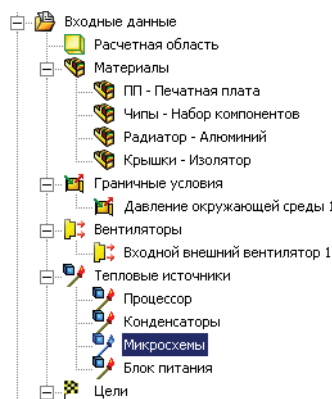 Входные данные
Расчетная область
Материалы
ПП - Печатная плата
Чипы - Набор компонентов
Радиатор - Алюминий
Крышки - Изолятор
Граничные условия
Давление окружающей среды 1
Вентиляторы
Входной внешний вентилятор 1
Тепловые источники
Процессор
Конденсаторы
Микросхемы
Блок питания
Цели